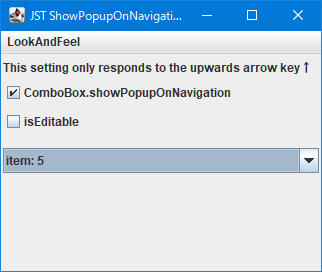 JST ShowPopupOnNavigati...
LookAndFeel
This setting only responds to the upwards arrow key ↑
ComboBox.showPopupOnNavigation
isEditable
item: 5